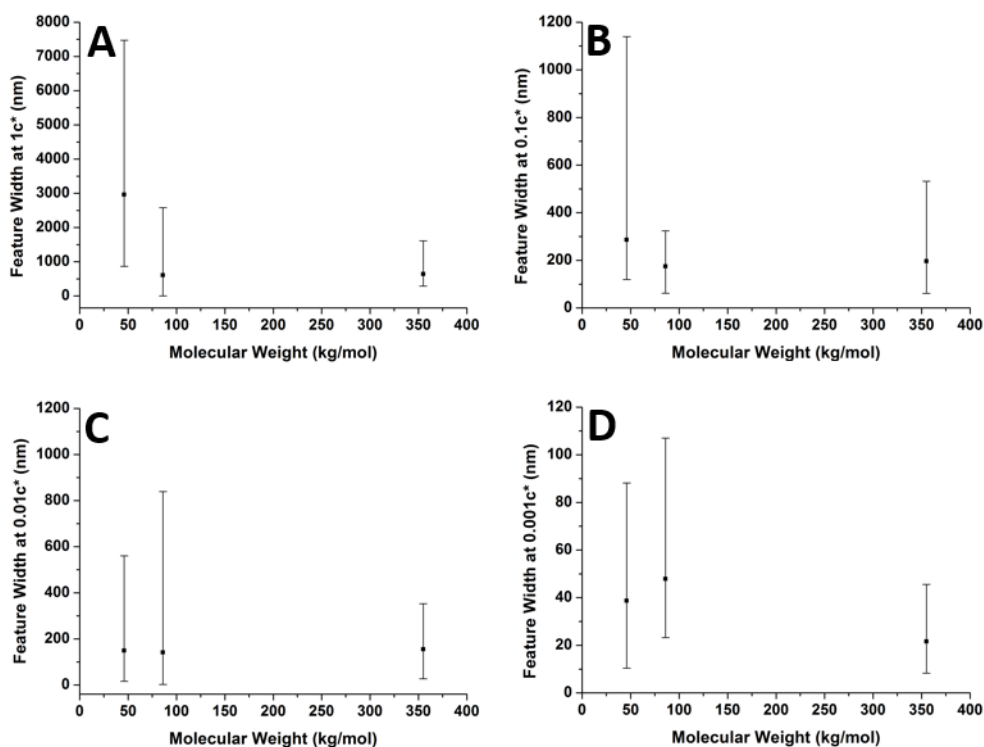 A
Feature Width at 1c* (nm)
8000
7000
6000
5000
4000
3000
2000
1000
0
0 50 100 150 200 250 300 350 400
Molecular Weight (kg/mol)
B
Feature Width at 0.1c* (nm)
1200
1000
800
600
400
200
0
0 50 100 150 200 250 300 350 400
Molecular Weight (kg/mol)
C
Feature Width at 0.01c* (nm)
1200
1000
800
600
400
200
0
0 50 100 150 200 250 300 350 400
Molecular Weight (kg/mol)
D
Feature Width at 0.001c* (nm)
120
100
80
60
40
20
0
0 50 100 150 200 250 300 350 400
Molecular Weight (kg/mol)